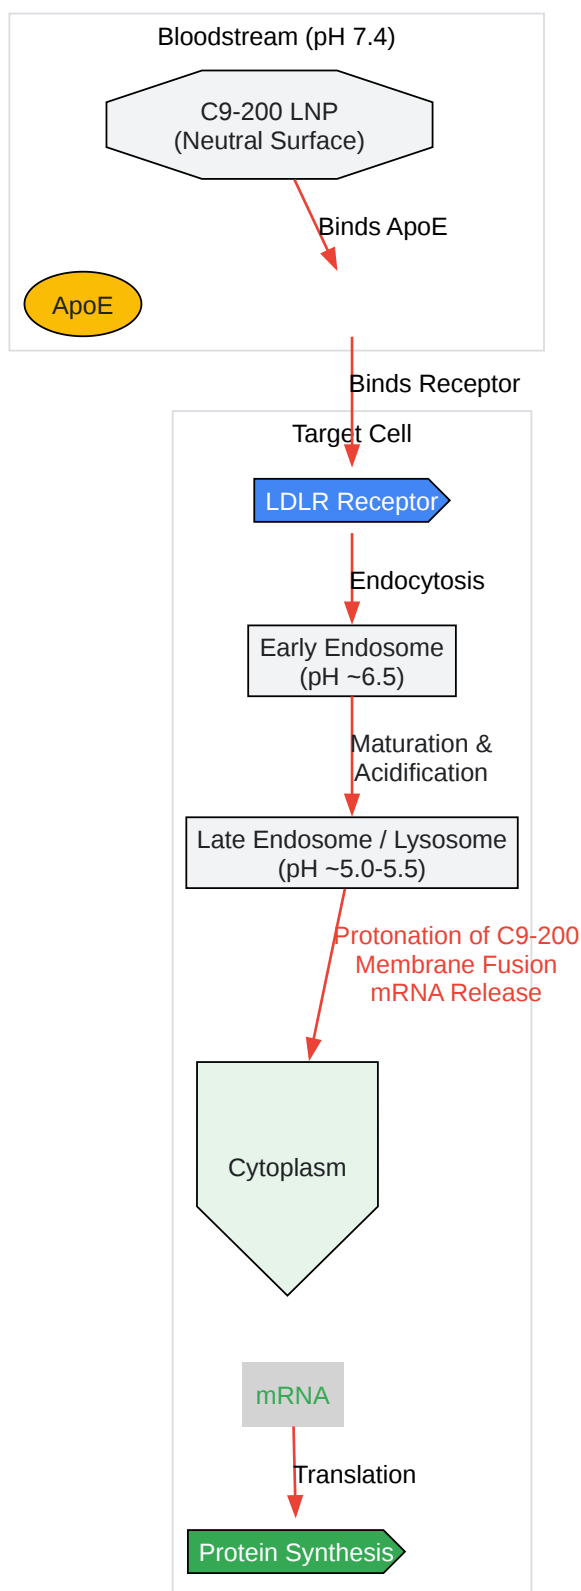 Bloodstream (pH 7.4)
C9-200 LNP
(Neutral Surface)
Binds ApoE
ApoE
Binds Receptor
Target Cell
LDLR Receptor
Endocytosis
Early Endosome
(pH ~6.5)
Maturation &
Acidification
Late Endosome / Lysosome
(pH ~5.0-5.5)
Protonation of C9-200
Membrane Fusion
mRNA Release
Cytoplasm
mRNA
Translation
Protein Synthesis